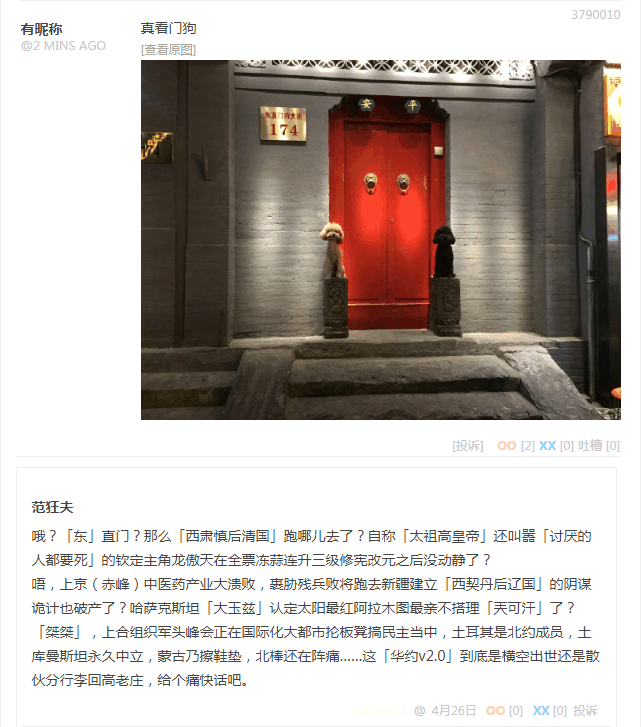 3790010
有昵称
@2 MINS AGO
真看门狗
[查看原图]
安 平
东直门内大街
174
[投诉] OO [2] XX [0] 吐槽 [0]
范狂夫
哦？「东」直门？那么「西肃慎后清国」跑哪儿去了？自称「太祖高皇帝」还叫嚣「讨厌的
人都要死」的钦定主角龙傲天在全票冻蒜连升三级修宪改元之后没动静了？
唔，上京（赤峰）中医药产业大溃败，裹胁残兵败将跑去新疆建立「西契丹后辽国」的阴谋
诡计也破产了？哈萨克斯坦「大玉兹」认定太阳最红阿拉木图最亲不搭理「天可汗」了？
「桀桀」，上合组织军头峰会正在国际化大都市抡板凳搞民主当中，土耳其是北约成员，土
库曼斯坦永久中立，蒙古乃擦鞋垫，北棒还在阵痛……这「华约v2.0」到底是横空出世还是散
伙分行李回高老庄，给个痛快话吧。
@ 4月26日 OO [0] XX [0] 投诉